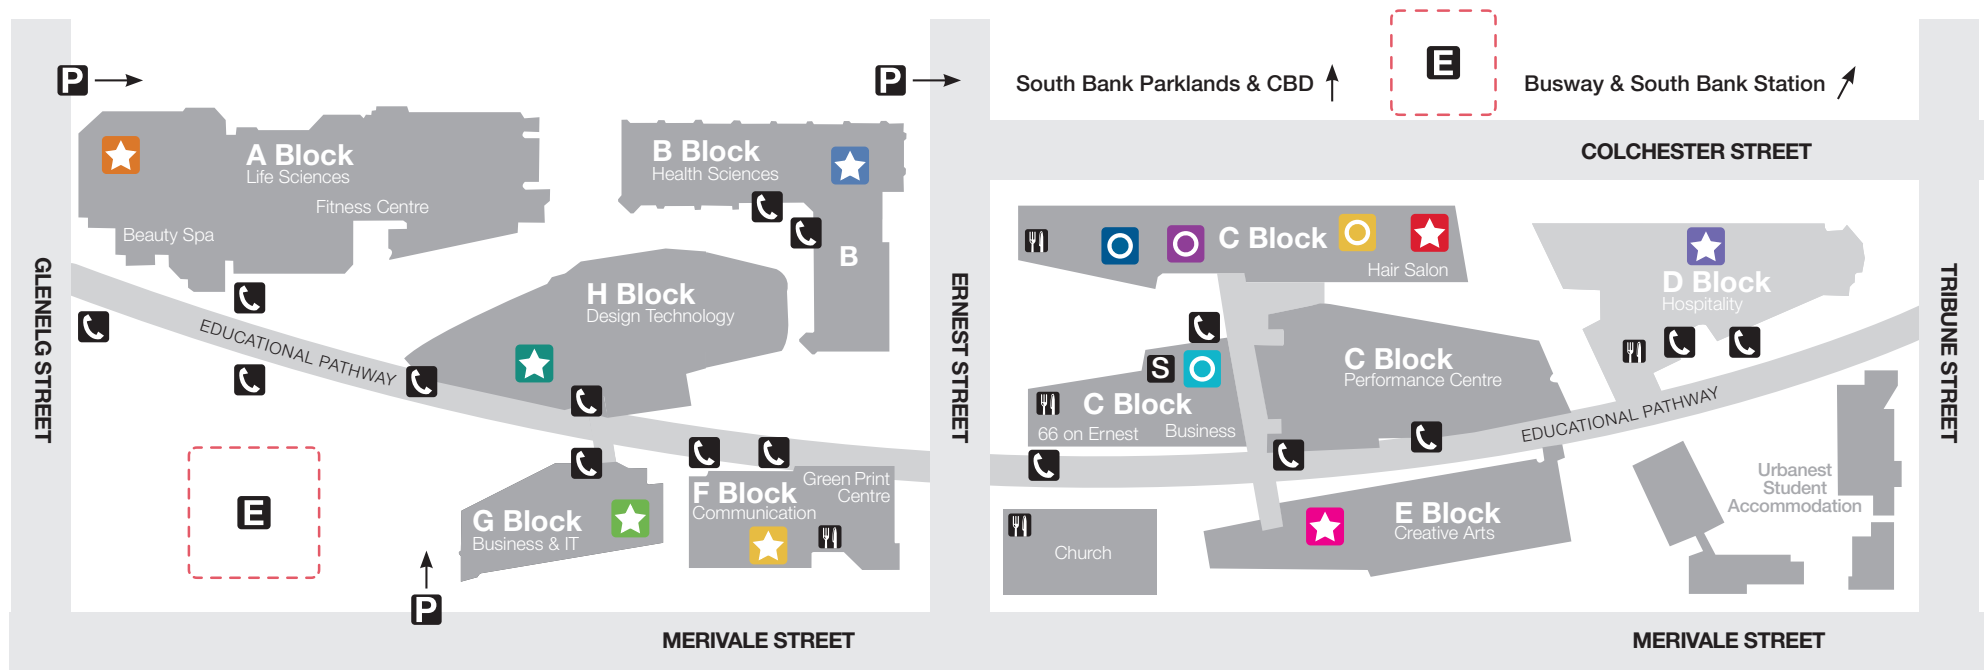 P
P
South Bank Parklands & CBD
E
Busway & South Bank Station
COLCHESTER STREET
A Block
Life Sciences
Fitness Centre
Beauty Spa
B Block
Health Sciences
B
C Block
Hair Salon
D Block
Hospitality
GLENELG STREET
ERNEST STREET
TRIBUNE STREET
H Block
Design Technology
EDUCATIONAL PATHWAY
S
C Block
66 on Ernest
Business
C Block
Performance Centre
EDUCATIONAL PATHWAY
E
G Block
Business & IT
F Block
Communication
Green Print
Centre
Church
E Block
Creative Arts
Urbanest
Student
Accommodation
P
MERIVALE STREET
MERIVALE STREET